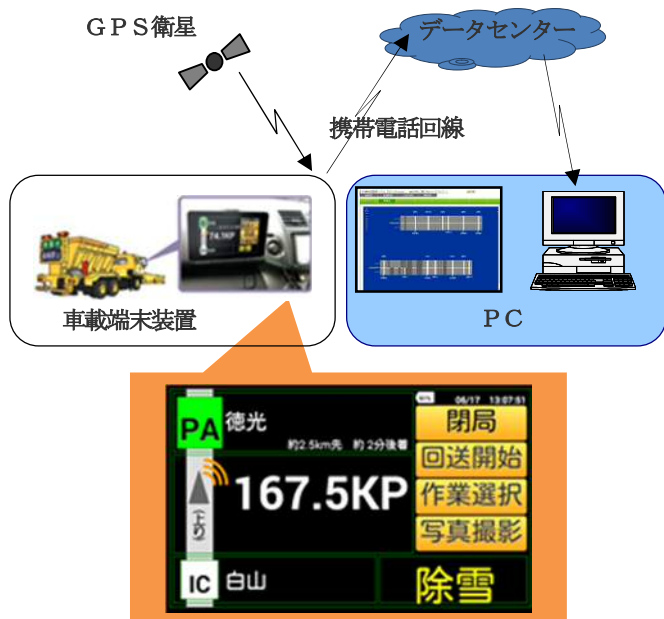 GPS衛星
データセンター
携帯電話回線
74.1KP
車載端末装置
PC
06/17 13:07:51
PA 徳光
約2.5km先 約2分後着
閉局
回送開始
(上り)
167.5KP
作業選択
写真撮影
IC 白山
除雪